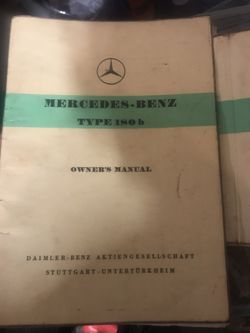 MERCEDES-BENZ
TYPE 180 b
OWNER'S MANUAL
DAIMLER-BENZ AKTIENGESELLSCHAFT
STUTTGART-UNTERTÜRKHEIM